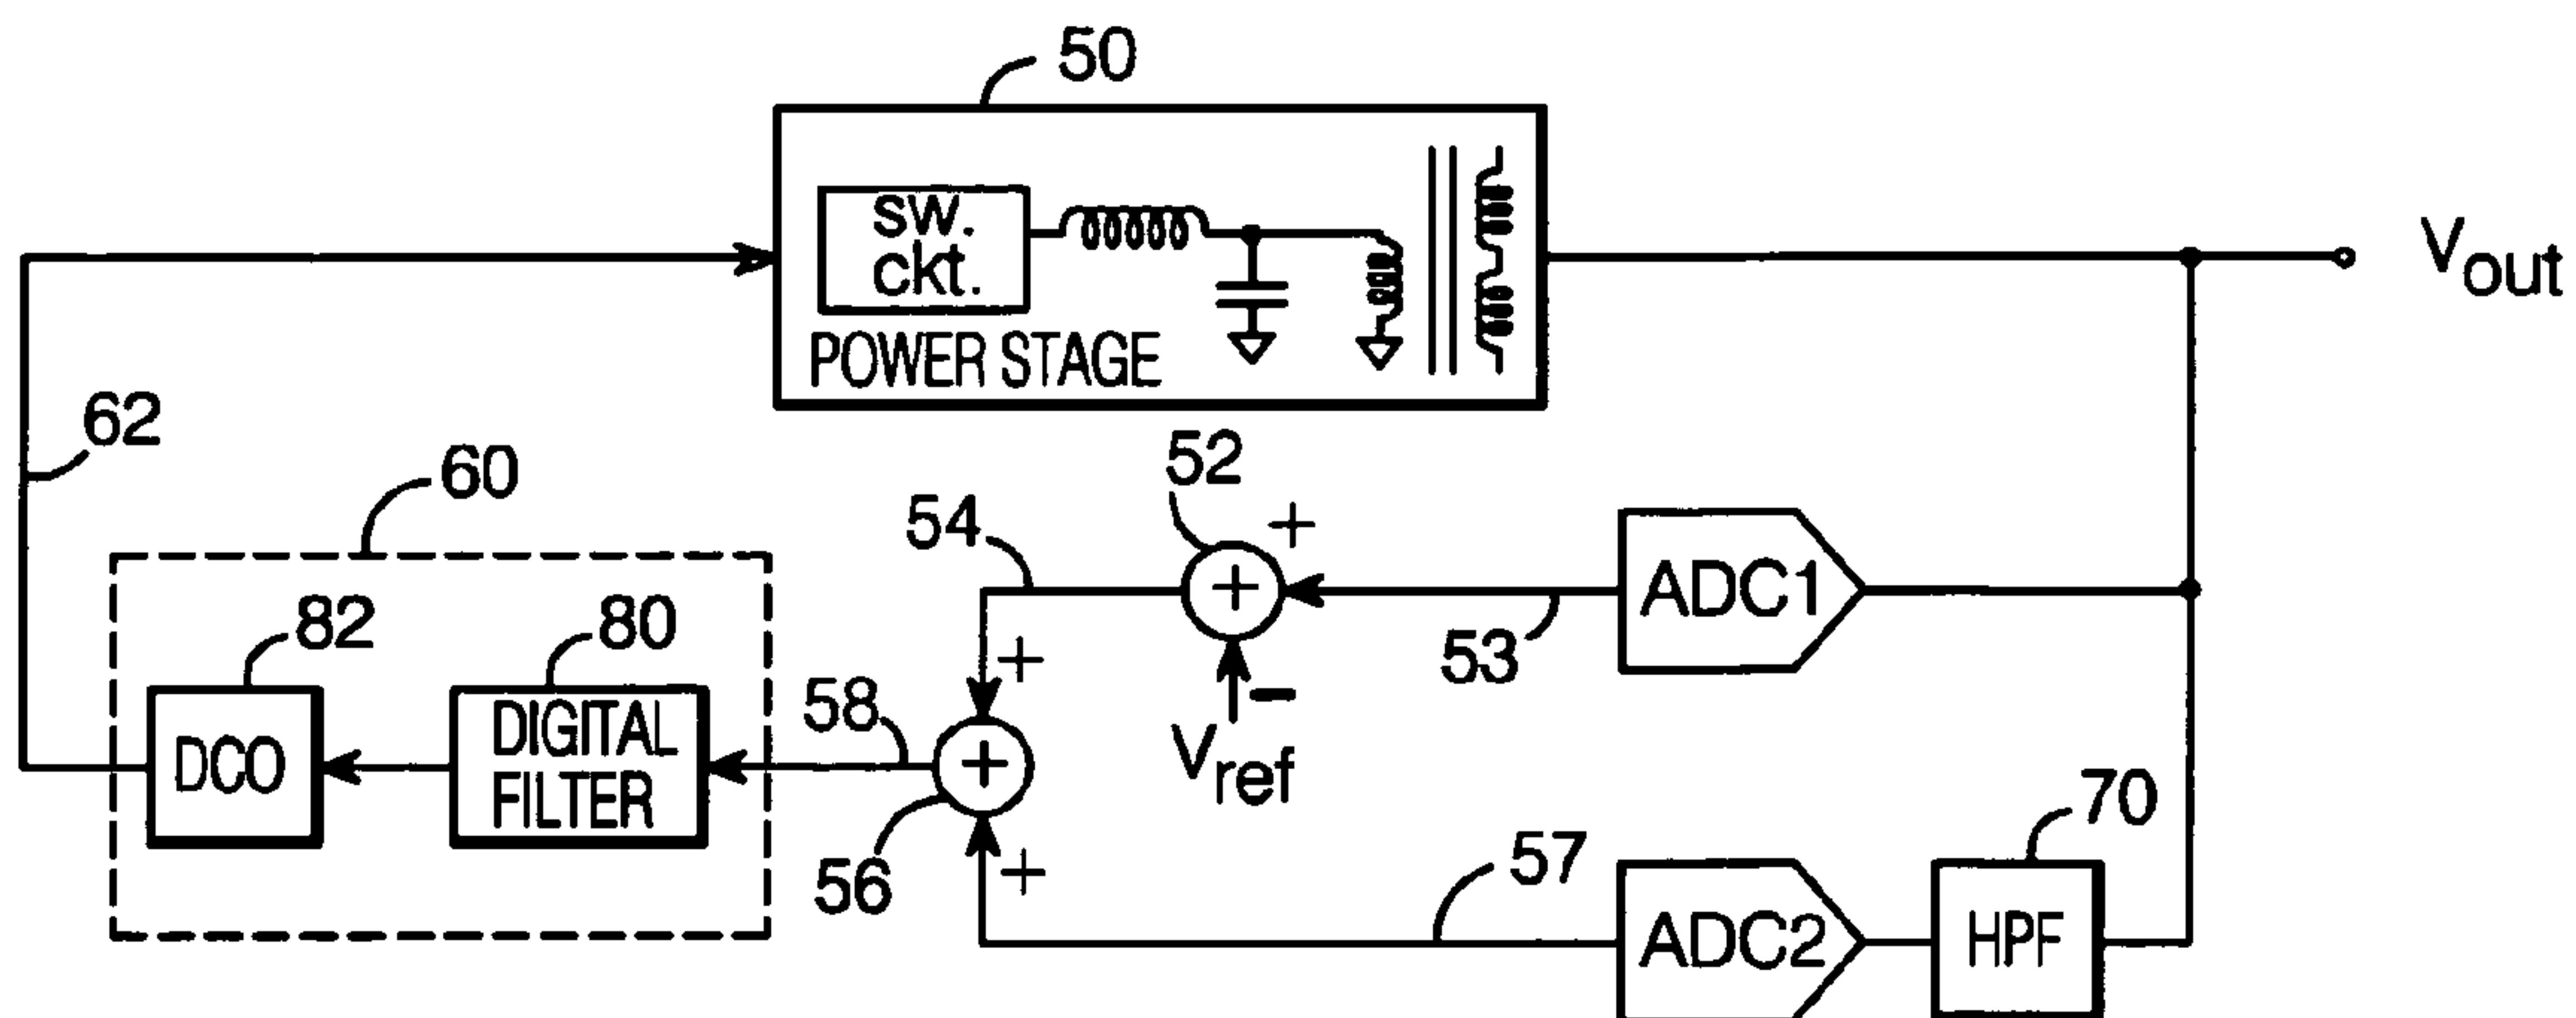 50
sw.
ckt.
POWER STAGE
Vout
62
60
52
54
+
+
ADC1
53
82
80
+
58
−
Vref
DCO
DIGITAL
FILTER
+
70
56
+
57
ADC2
HPF